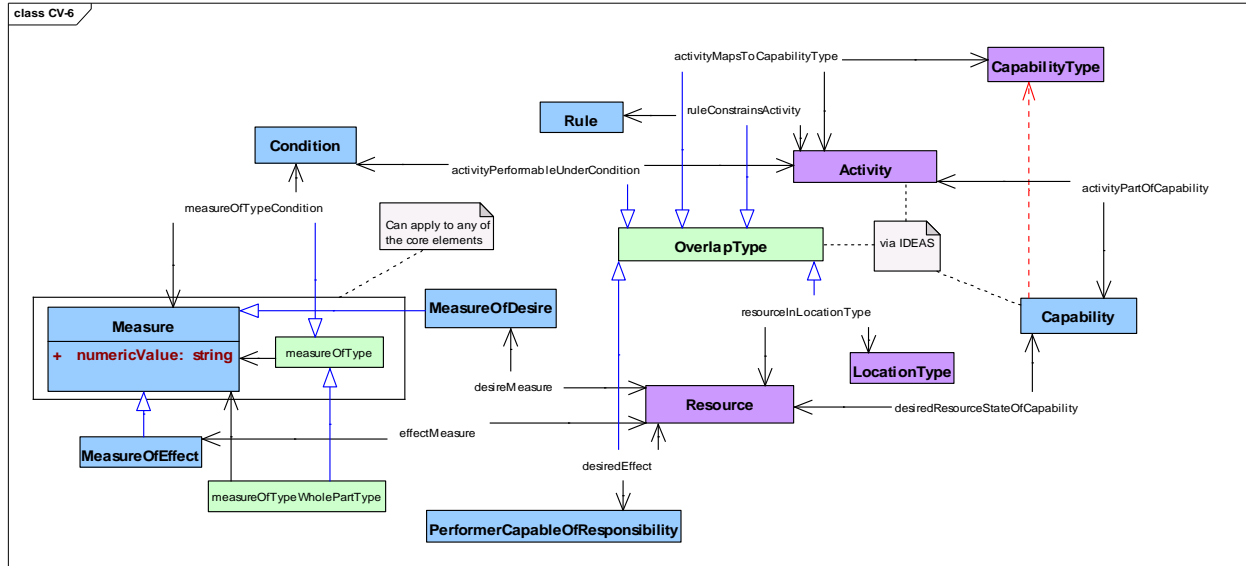 class CV-6
activityMapsToCapabilityType
CapabilityType
ruleConstrainsActivity
Rule
Condition
activityPerformableUnderCondition
Activity
activityPartOfCapability
measureOfTypeCondition
Can apply to any of
the core elements
OverlapType
via IDEAS
MeasureOfDesire
Capability
Measure
+ numericValue: string
measureOfType
resourceInLocationType
LocationType
desireMeasure
Resource
desiredResourceStateOfCapability
effectMeasure
MeasureOfEffect
desiredEffect
measureOfTypeWholePartType
PerformerCapableOfResponsibility